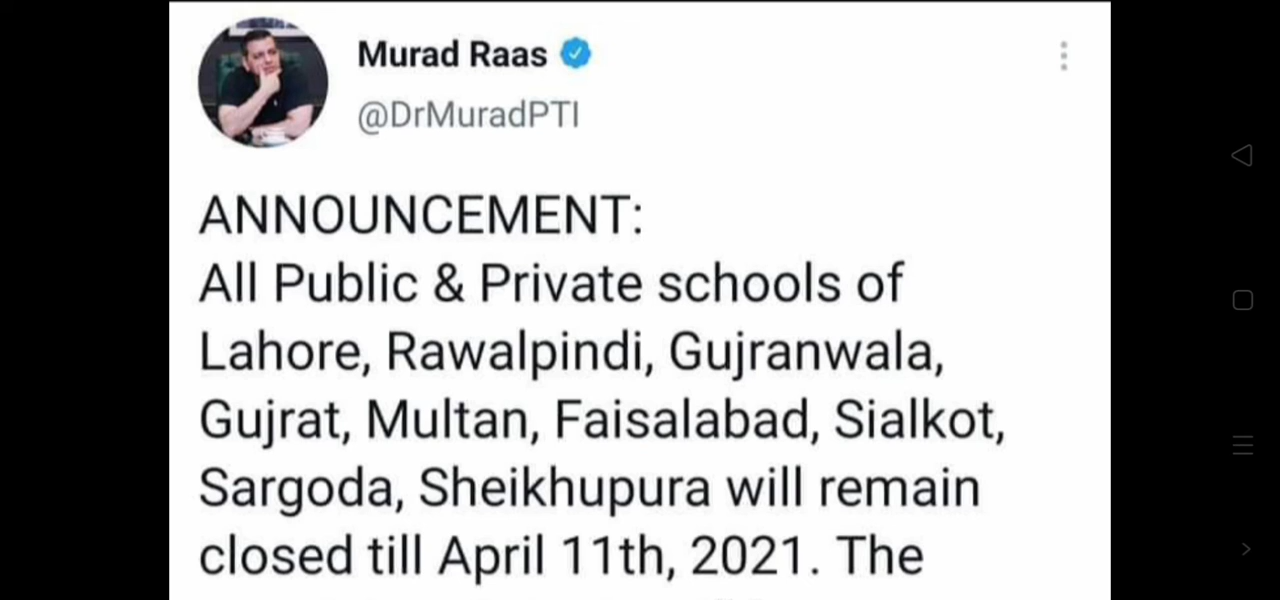 Murad Raas
@DrMuradPTI
ANNOUNCEMENT:
All Public & Private schools of
Lahore, Rawalpindi, Gujranwala,
Gujrat, Multan, Faisalabad, Sialkot,
Sargoda, Sheikhupura will remain
closed till April 11th, 2021. The